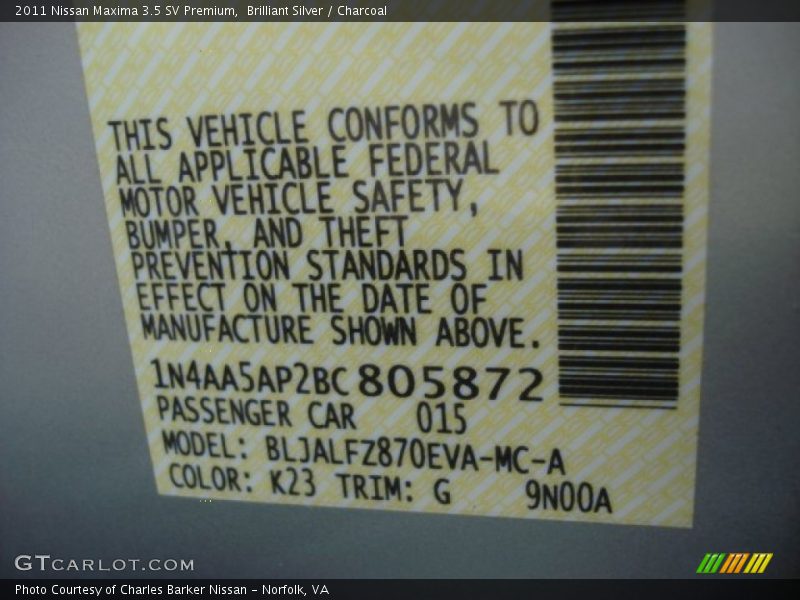 2011 Nissan Maxima 3.5 SV Premium,  Brilliant Silver / Charcoal
THIS VEHICLE CONFORMS TO
ALL APPLICABLE FEDERAL
MOTOR VEHICLE SAFETY,
BUMPER, AND THEFT
PREVENTION STANDARDS IN
EFFECT ON THE DATE OF
MANUFACTURE SHOWN ABOVE.
1N4AA5AP2BC805872
PASSENGER CAR 015
MODEL: BLJALFZ870EVA-MC-A
COLOR: K23 TRIM: G 9N00A
GTCARLOT.COM
Photo Courtesy of Charles Barker Nissan - Norfolk, VA